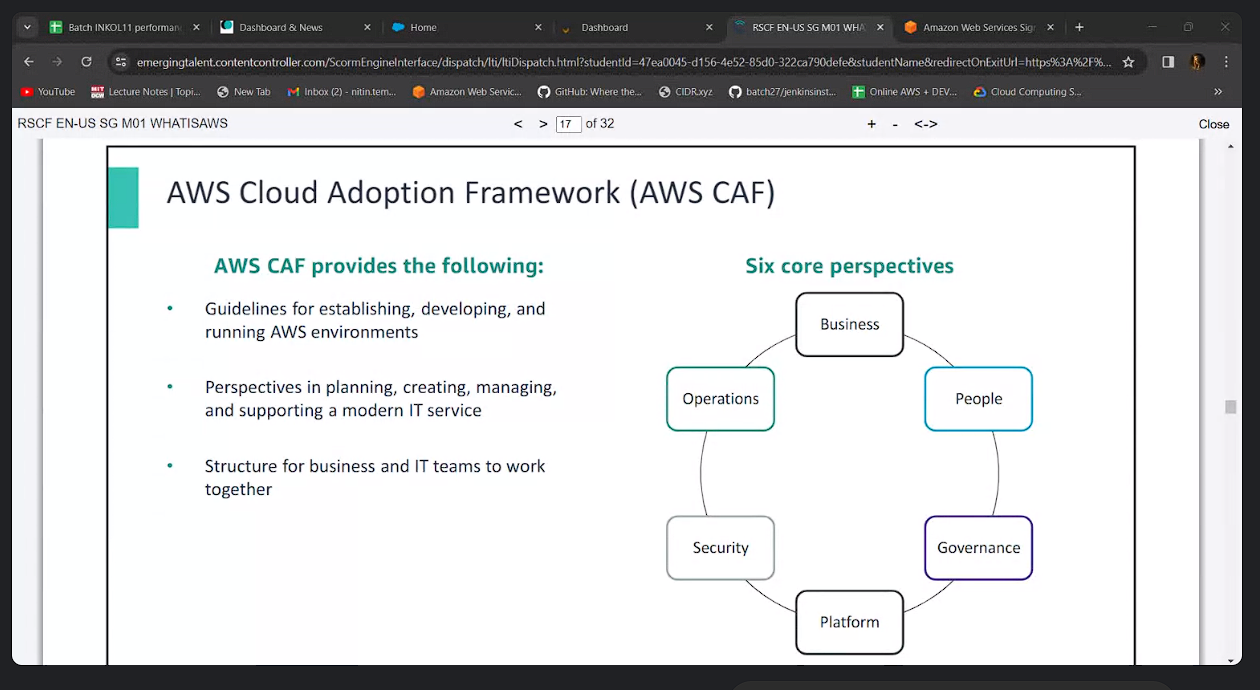 Batch INKOL11 performan
Dashboard & News
Home
Dashboard
RSCF EN-US SG M01 WHA
Amazon Web Services Sig
emergingtalent.contentcontroller.com/ScormEngineInterface/dispatch/lti/ltiDispatch.html?studentId=47ea0045-d156-4e52-85d0-322ca790defe&studentName&redirectOnExitUrl=https%3A%2F%...
YouTube
Lecture Notes | Topi...
New Tab
Inbox (2) - nitin.tem...
Amazon Web Servic...
GitHub: Where the...
CIDR.xyz
batch27/jenkinsinst...
Online AWS + DEV...
Cloud Computing S...
RSCF EN-US SG M01 WHATISAWS
< > 17 of 32
+ - <->
Close
AWS Cloud Adoption Framework (AWS CAF)
AWS CAF provides the following:
• Guidelines for establishing, developing, and
running AWS environments
• Perspectives in planning, creating, managing,
and supporting a modern IT service
• Structure for business and IT teams to work
together
Six core perspectives
Business
Operations
People
Security
Governance
Platform